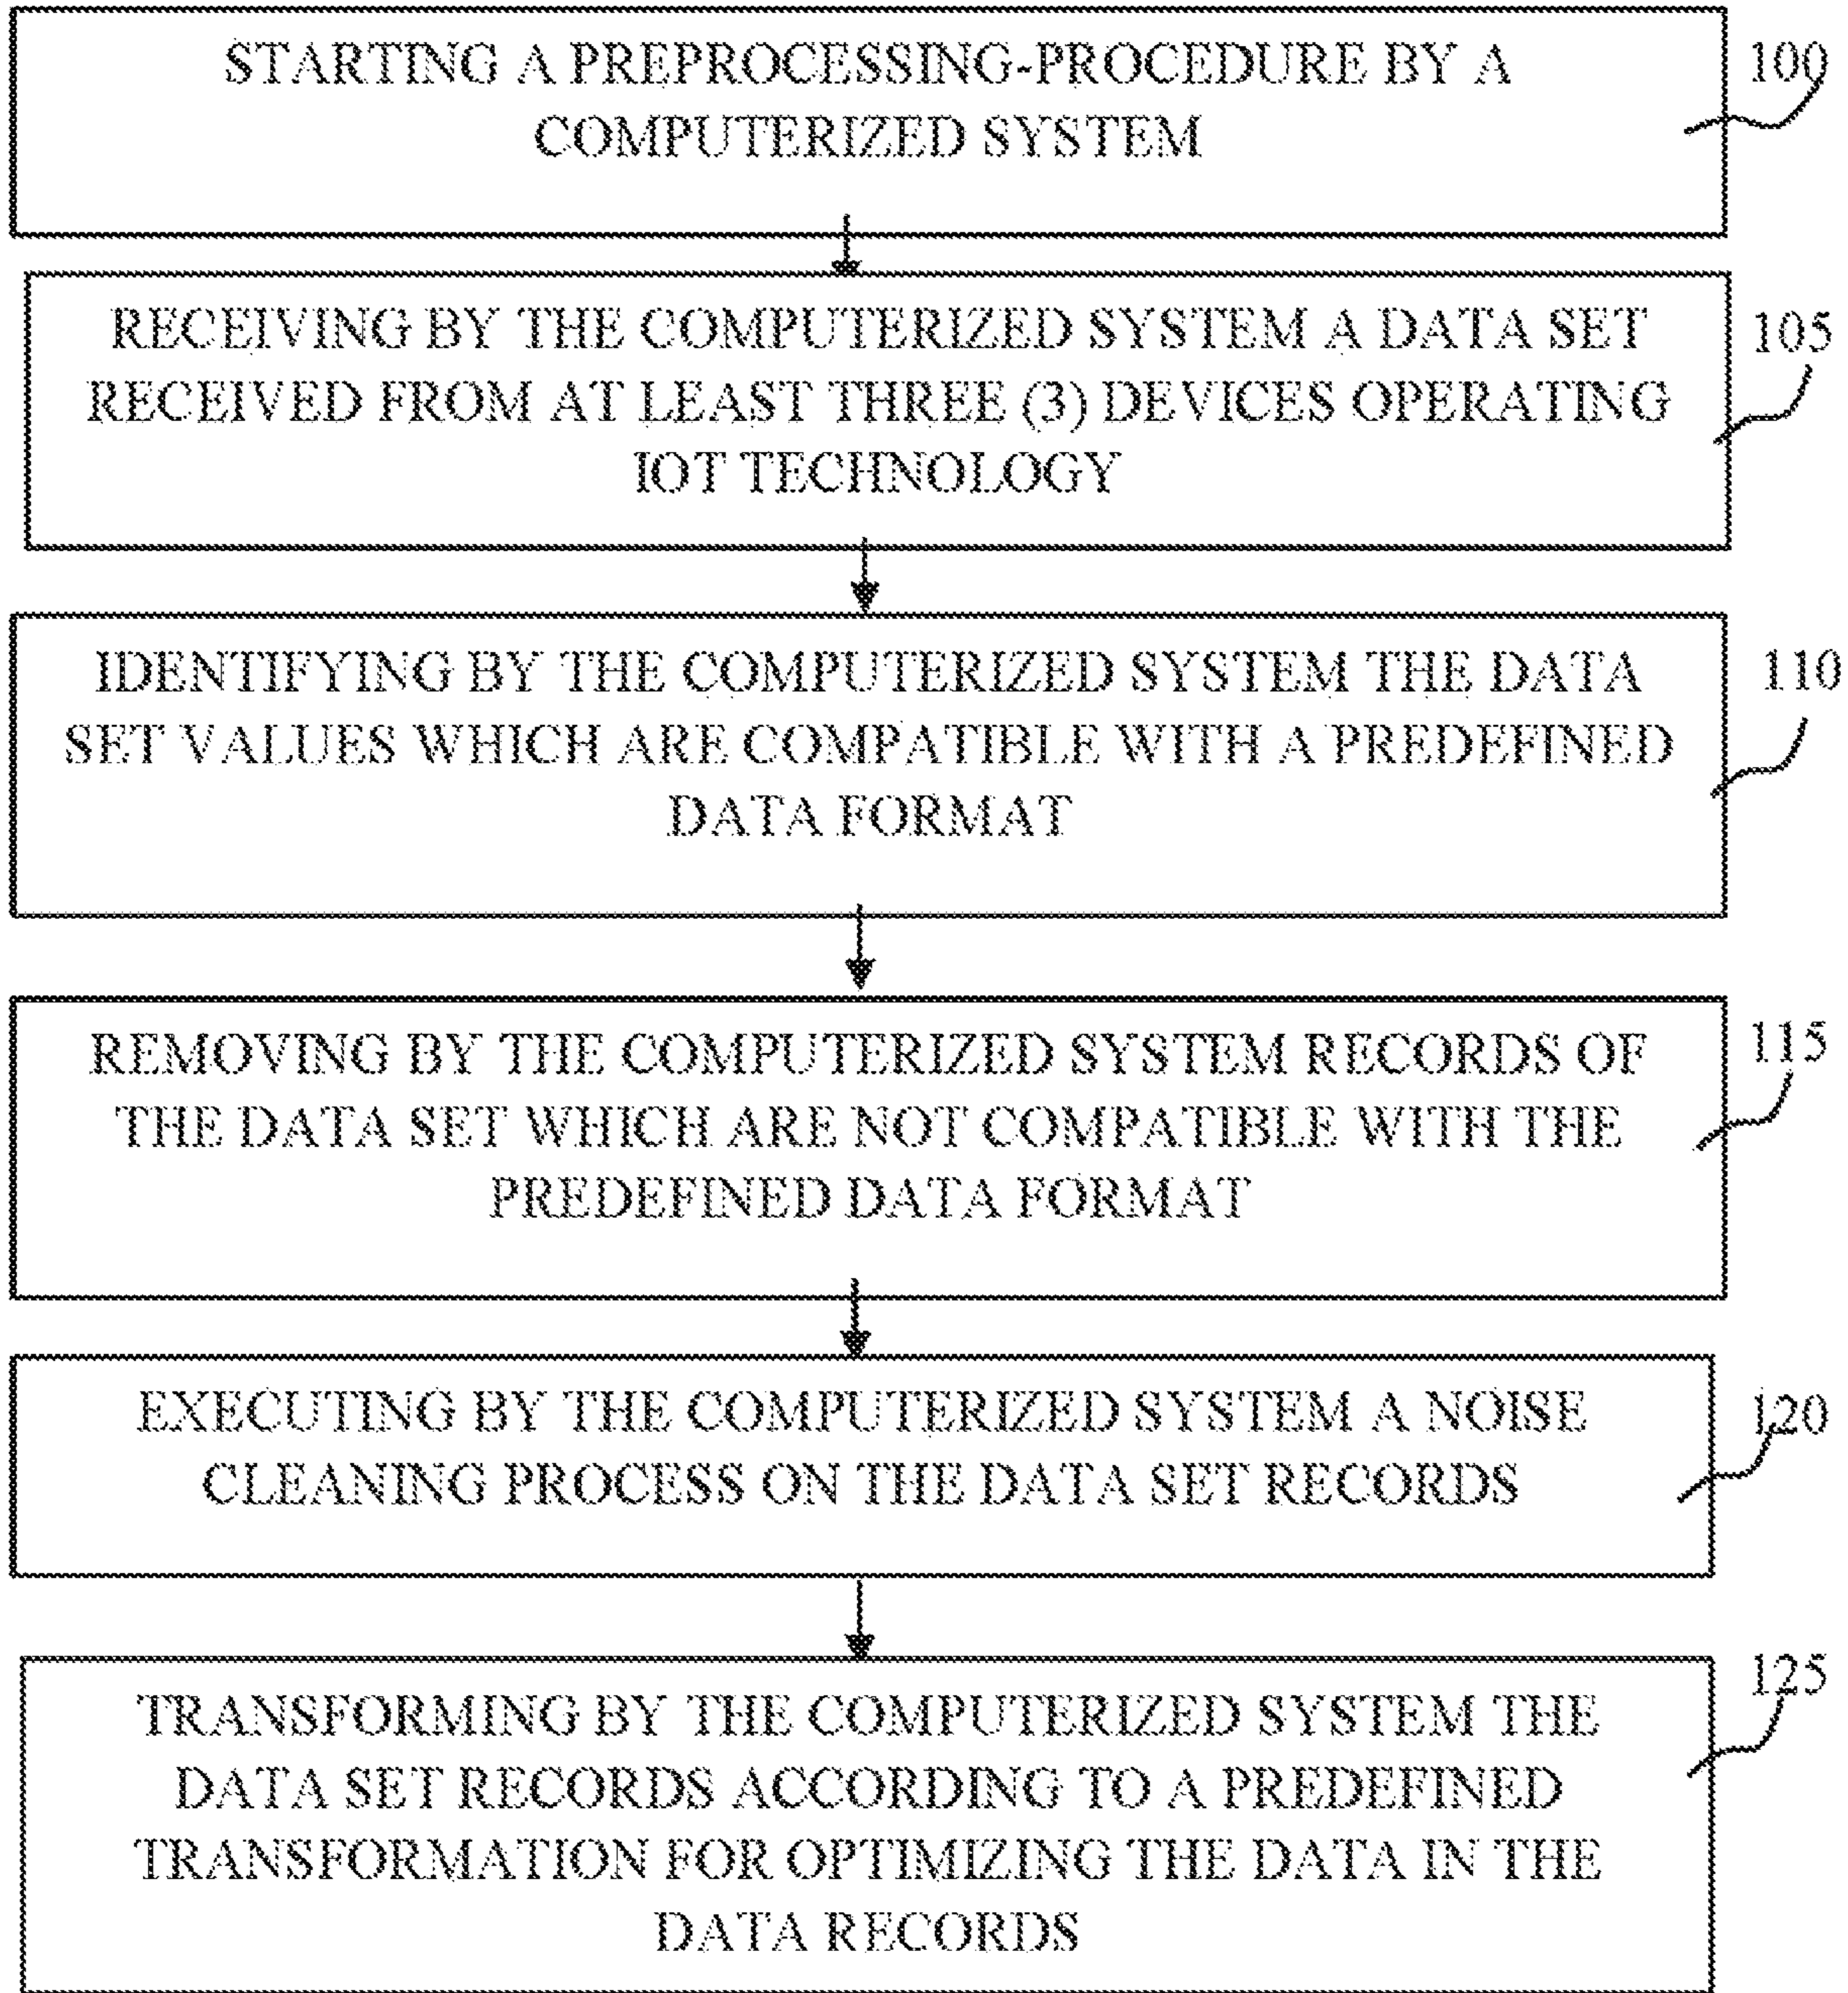 STARTING A PREPROCESSING-PROCEDURE BY A
COMPUTERIZED SYSTEM
100
RECEIVING BY THE COMPUTERIZED SYSTEM A DATA SET
RECEIVED FROM AT LEAST THREE (3) DEVICES OPERATING
IOT TECHNOLOGY
105
IDENTIFYING BY THE COMPUTERIZED SYSTEM THE DATA
SET VALUES WHICH ARE COMPATIBLE WITH A PREDEFINED
DATA FORMAT
110
REMOVING BY THE COMPUTERIZED SYSTEM RECORDS OF
THE DATA SET WHICH ARE NOT COMPATIBLE WITH THE
PREDEFINED DATA FORMAT
115
EXECUTING BY THE COMPUTERIZED SYSTEM A NOISE
CLEANING PROCESS ON THE DATA SET RECORDS
120
TRANSFORMING BY THE COMPUTERIZED SYSTEM THE
DATA SET RECORDS ACCORDING TO A PREDEFINED
TRANSFORMATION FOR OPTIMIZING THE DATA IN THE
DATA RECORDS
125